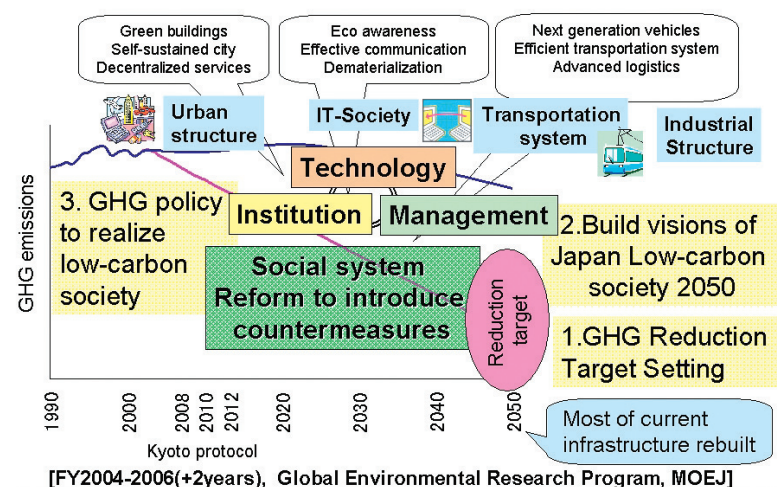 Green buildings
Self-sustained city
Decentralized services
Eco awareness
Effective communication
Dematerialization
Next generation vehicles
Efficient transportation system
Advanced logistics
Urban
structure
IT-Society
Transportation
system
Industrial
Structure
Technology
Institution
Management
3. GHG policy
to realize
low-carbon
society
2.Build visions of
Japan Low-carbon
society 2050
Social system
Reform to introduce
countermeasures
Reduction
target
1.GHG Reduction
Target Setting
GHG emissions
1990
2000
2008
2010
2012
2020
2030
2040
2050
Kyoto protocol
Most of current
infrastructure rebuilt
[FY2004-2006(+2years), Global Environmental Research Program, MOEJ]